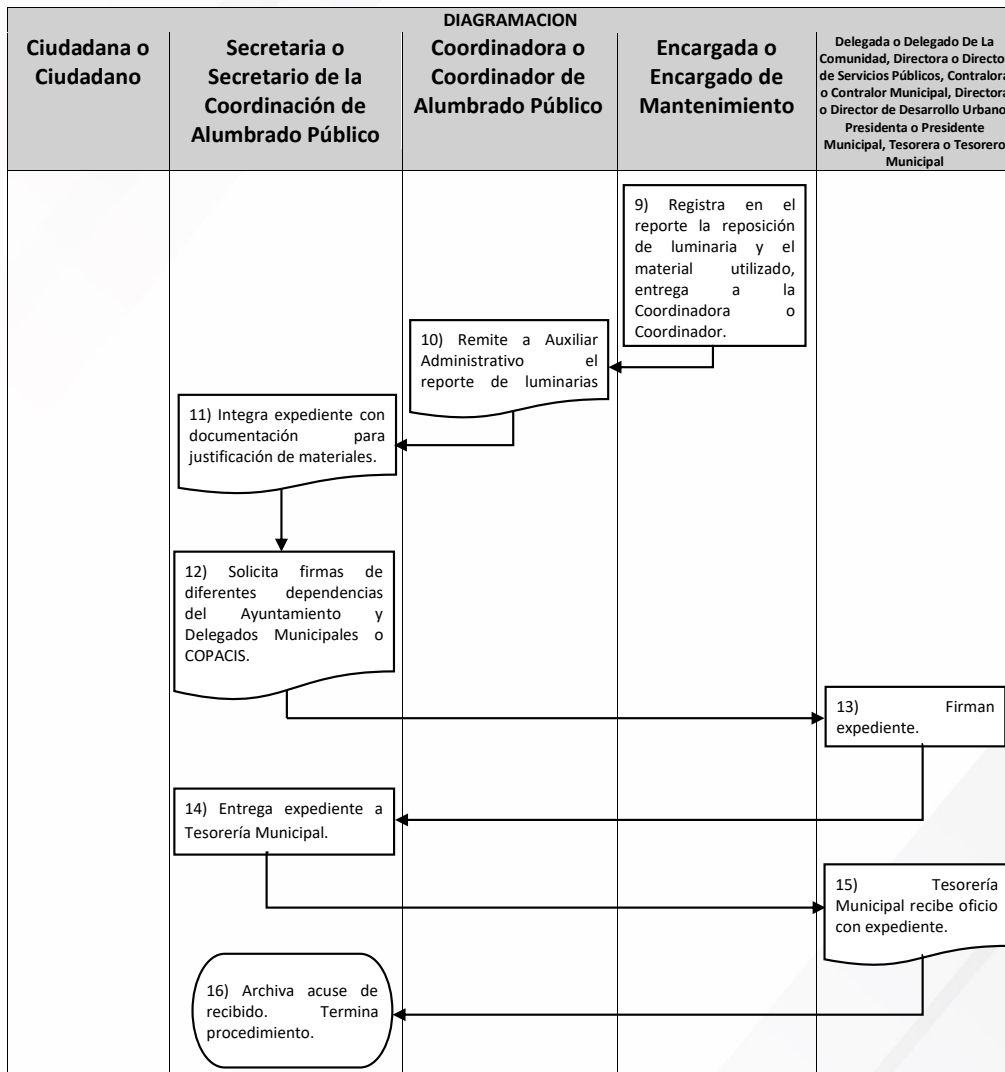 DIAGRAMACION
Ciudadana o
Ciudadano
Secretaria o
Secretario de la
Coordinación de
Alumbrado Público
Coordinadora o
Coordinador de
Alumbrado Público
Encargada o
Encargado de
Mantenimiento
Delegada o Delegado De La
Comunidad, Directora o Director
de Servicios Públicos, Contralora
o Contralor Municipal, Directora
o Director de Desarrollo Urbano
Presidenta o Presidente
Municipal, Tesorera o Tesorero
Municipal
9) Registra en el
reporte la reposición
de luminaria y el
material utilizado,
entrega a la
Coordinadora o
Coordinador.
10) Remite a Auxiliar
Administrativo el
reporte de luminarias
11) Integra expediente con
documentación para
justificación de materiales.
12) Solicita firmas de
diferentes dependencias
del Ayuntamiento y
Delegados Municipales o
COPACIS.
13) Firman
expediente.
14) Entrega expediente a
Tesorería Municipal.
15) Tesorería
Municipal recibe oficio
con expediente.
16) Archiva acuse de
recibido. Termina
procedimiento.